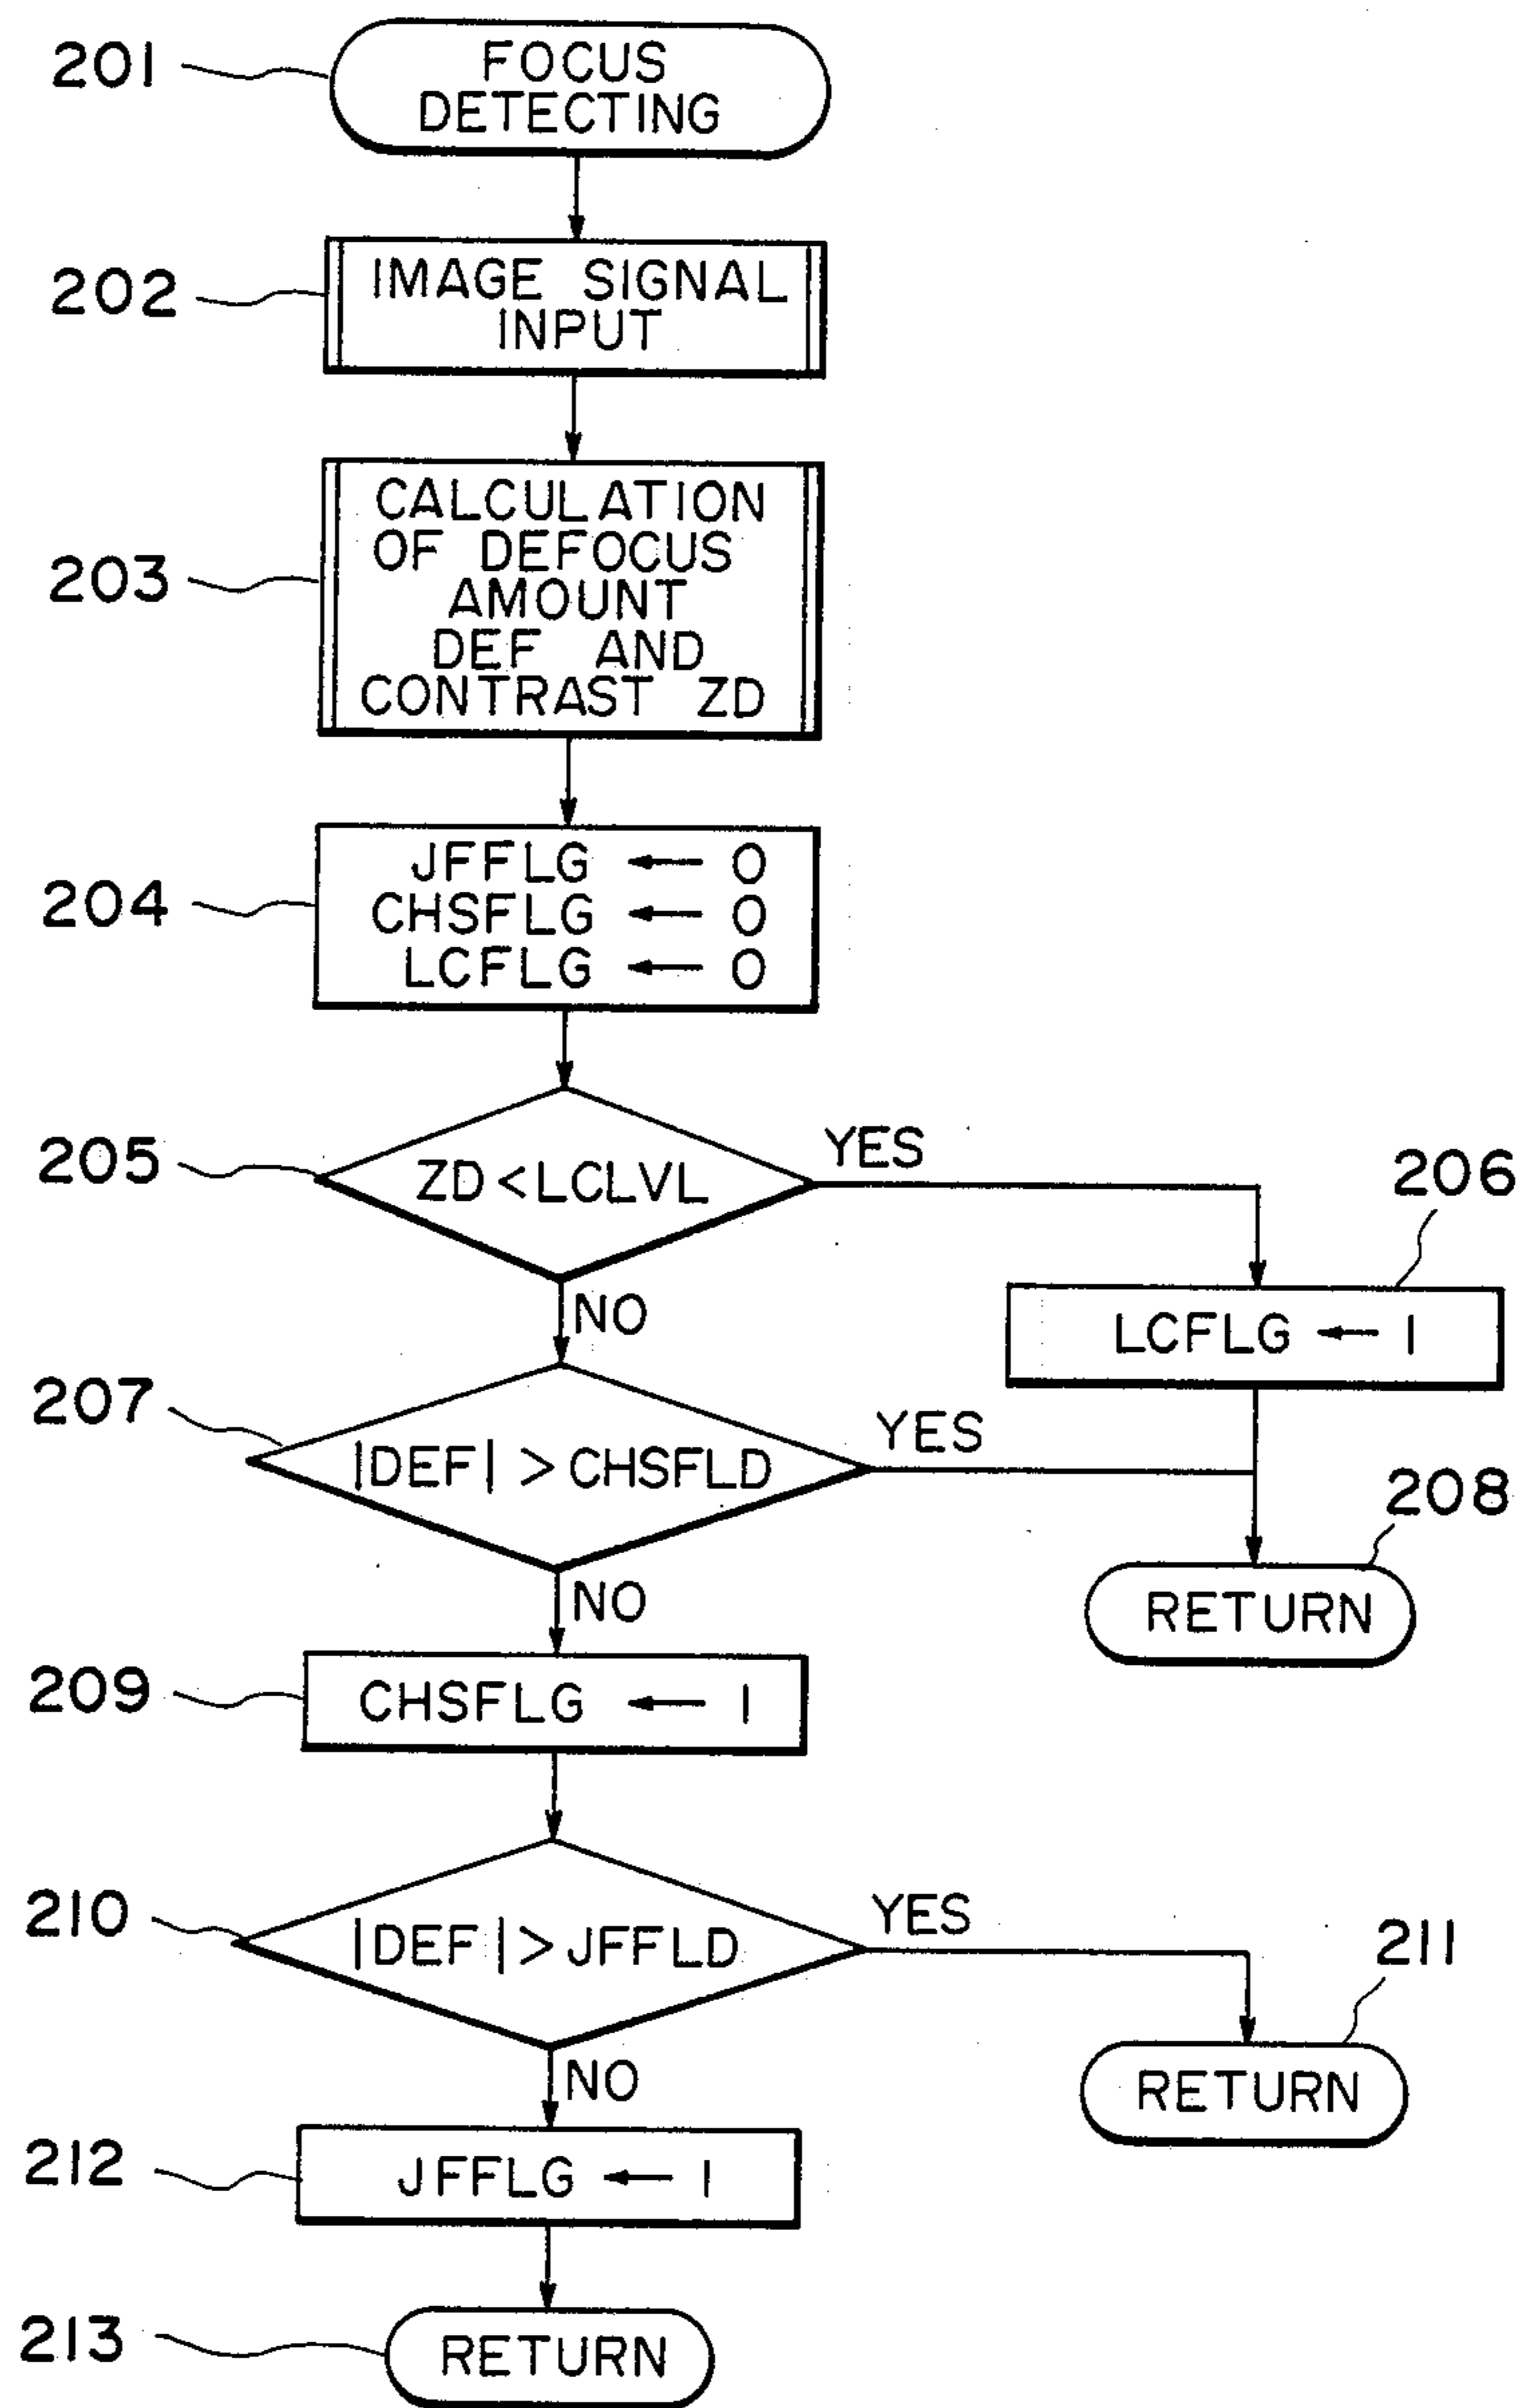 201
FOCUS
DETECTING
202
IMAGE SIGNAL
INPUT
203
CALCULATION
OF DEFOCUS
AMOUNT
DEF AND
CONTRAST ZD
204
JFFLG ← 0
CHSFLG ← 0
LCFLG ← 0
205
ZD < LCLVL
YES
206
NO
LCFLG ← 1
207
|DEF| > CHSFLD
YES
208
NO
RETURN
209
CHSFLG ← 1
210
|DEF| > JFFLD
YES
211
NO
RETURN
212
JFFLG ← 1
213
RETURN